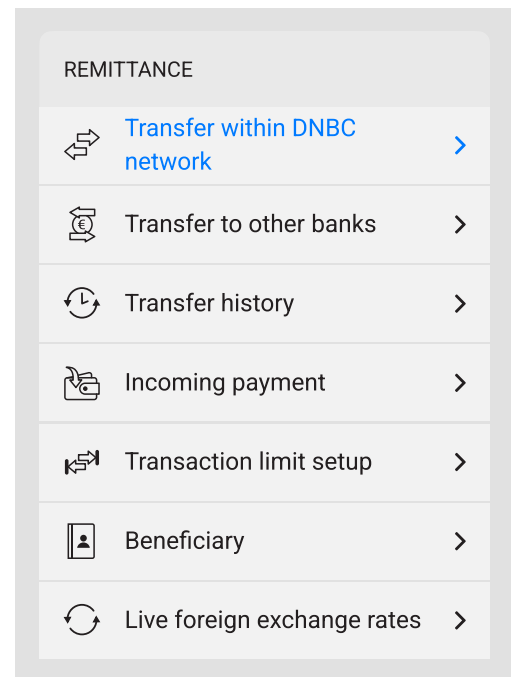 REMITTANCE
Transfer within DNBC
network
Transfer to other banks
Transfer history
Incoming payment
Transaction limit setup
Beneficiary
Live foreign exchange rates